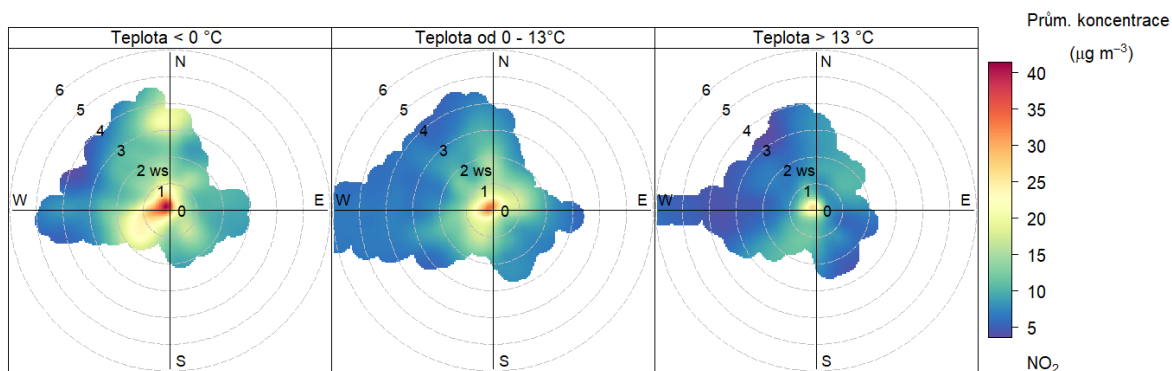 Teplota < 0 °C
N
6
5
4
3
2 ws
1
0
W
E
S
Teplota od 0 - 13°C
N
6
5
4
3
2 ws
1
0
W
E
S
Teplota > 13 °C
N
6
5
4
3
2 ws
1
0
W
E
S
Prům. koncentrace
(μg m⁻³)
40
35
30
25
20
15
10
5
NO₂